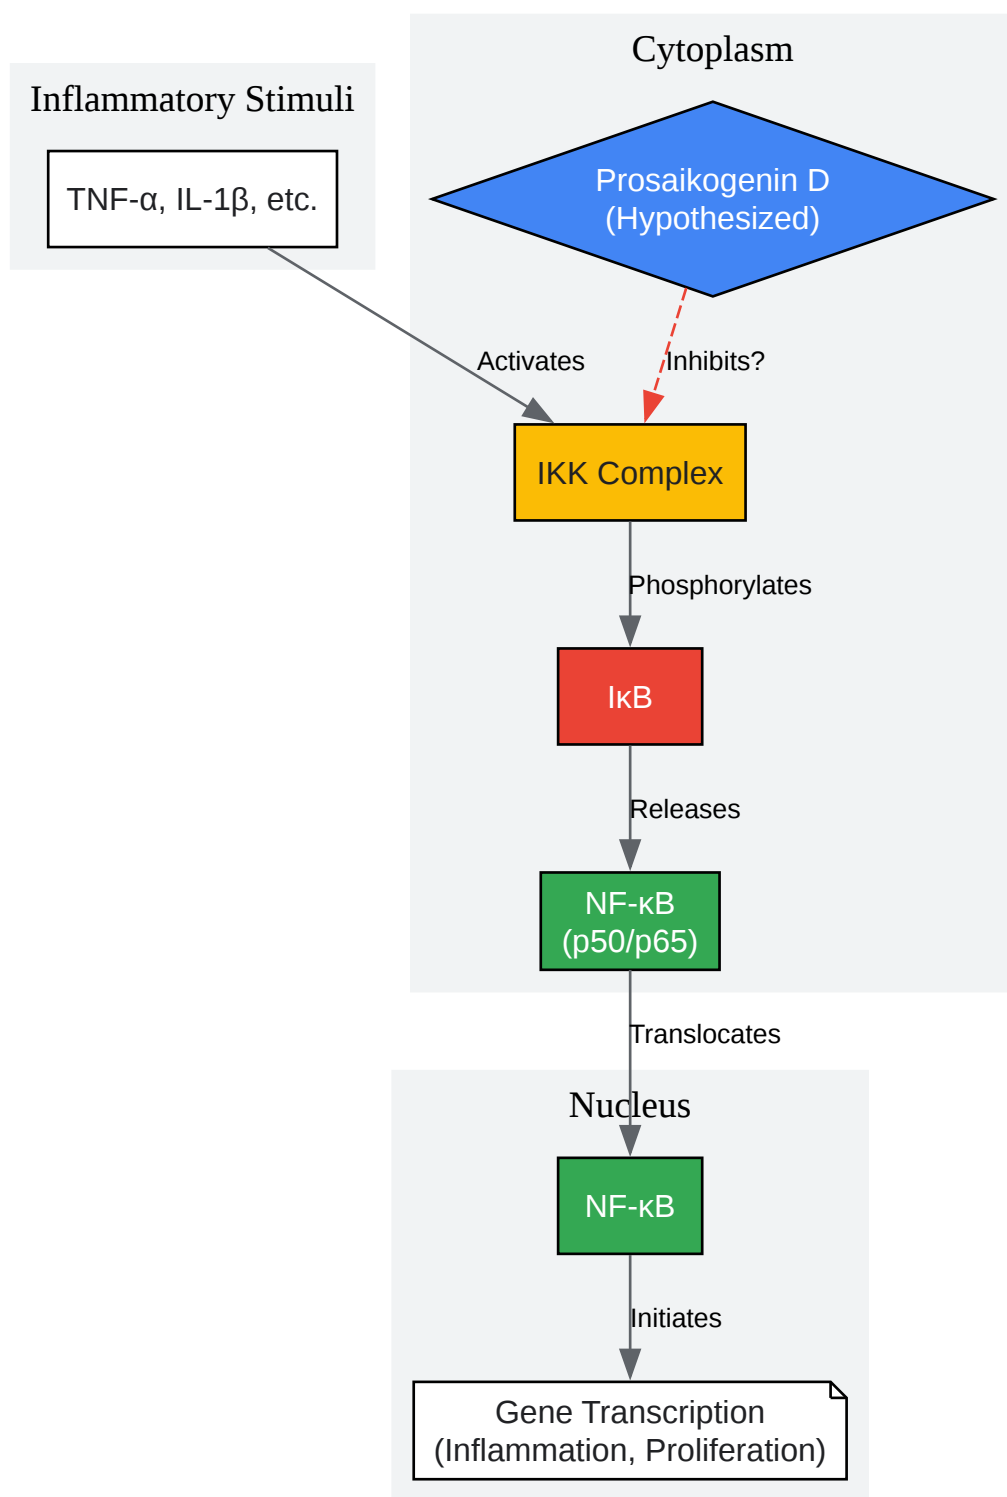 Cytoplasm
Inflammatory Stimuli
TNF-α, IL-1β, etc.
Prosaikogenin D
(Hypothesized)
Activates
Inhibits?
IKK Complex
Phosphorylates
IκB
Releases
NF-κB
(p50/p65)
Translocates
Nucleus
NF-κB
Initiates
Gene Transcription
(Inflammation, Proliferation)